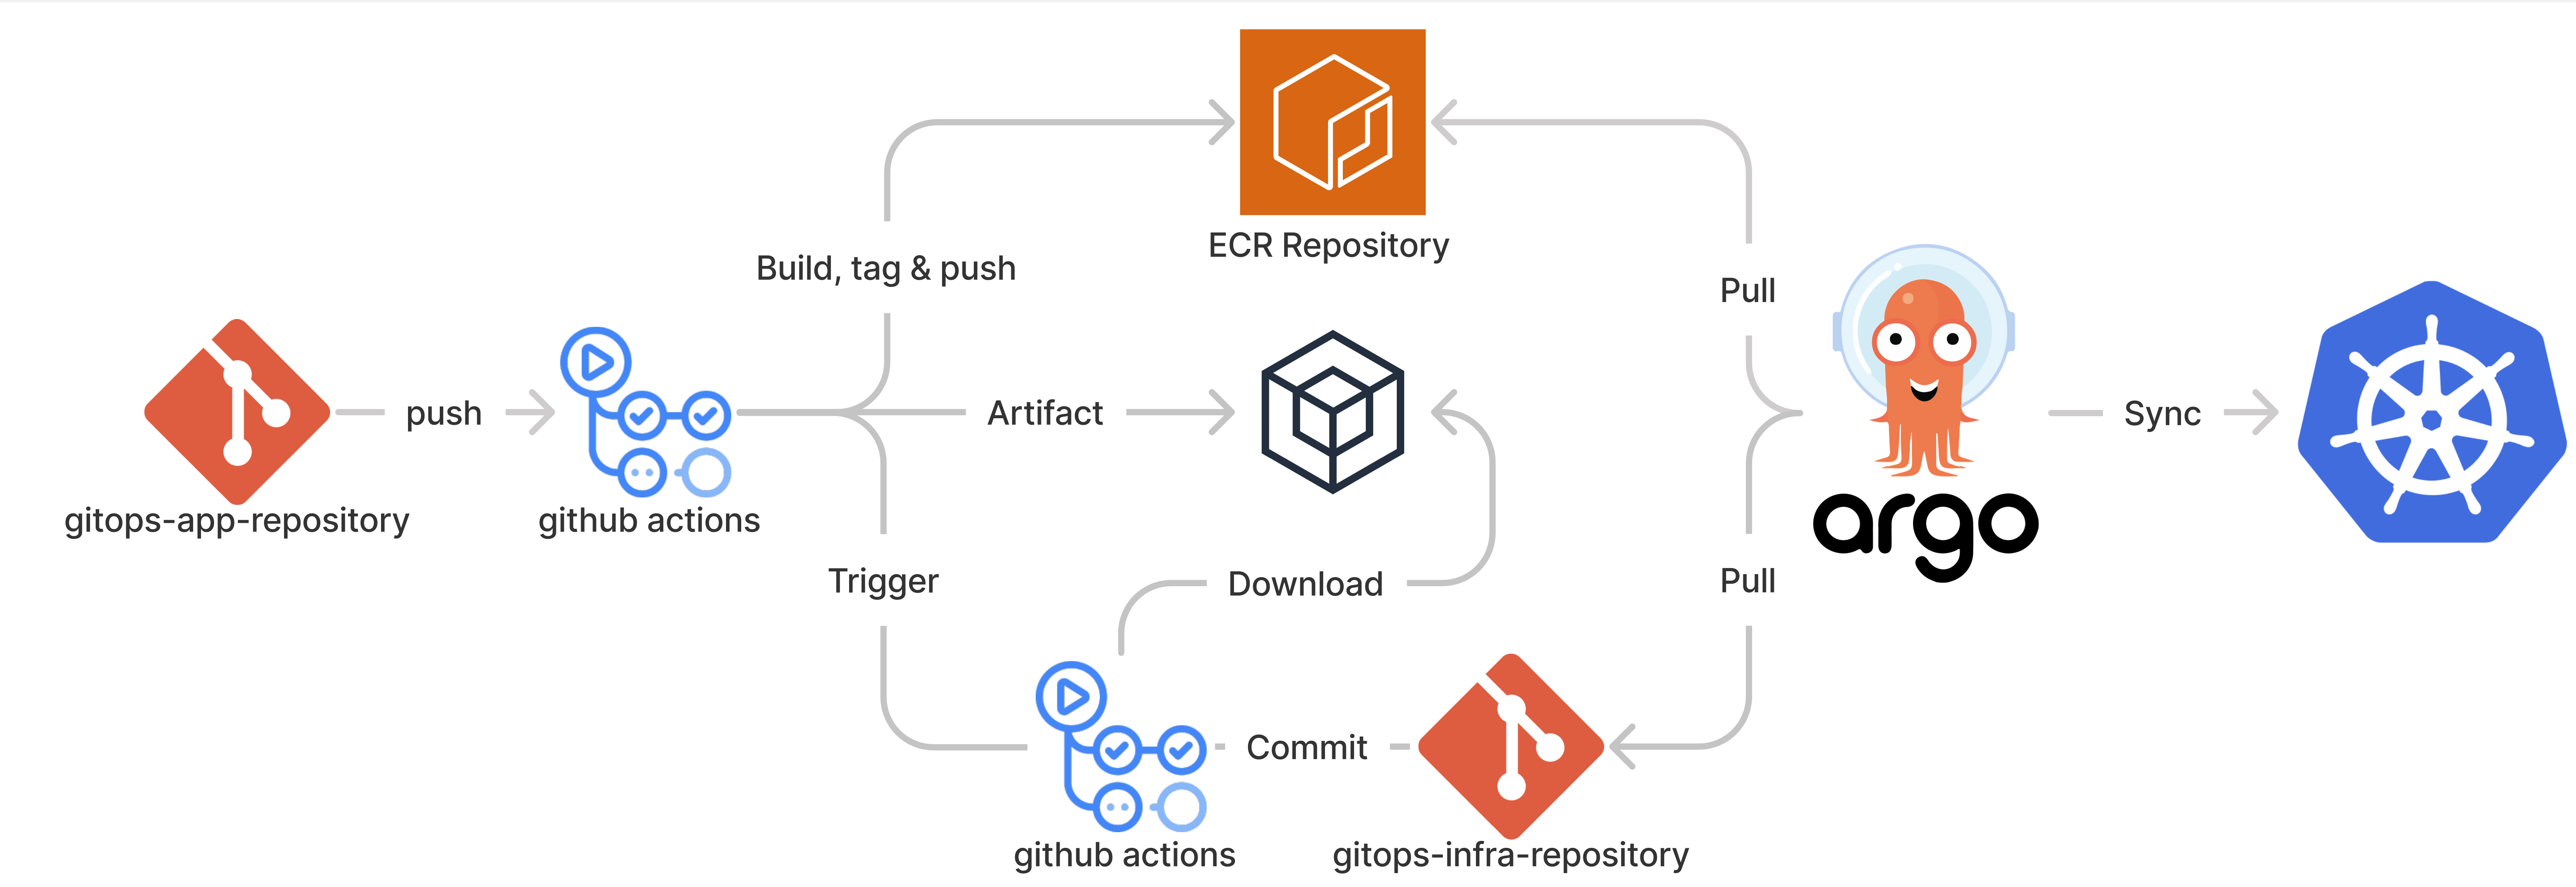 ECR Repository
Build, tag & push
Pull
push
Artifact
Sync
gitops-app-repository
github actions
argo
Trigger
Download
Pull
Commit
github actions
gitops-infra-repository